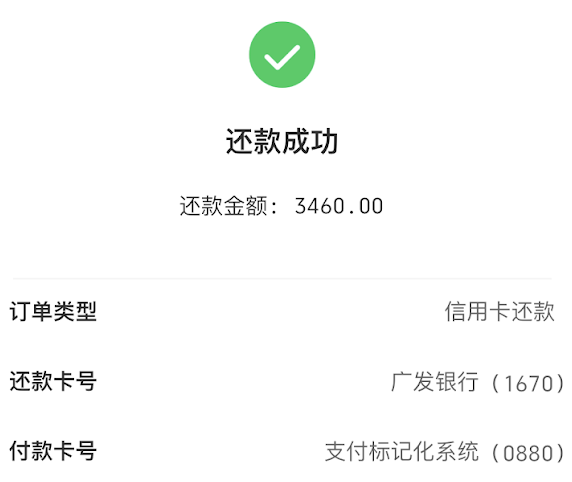 还款成功
还款金额: 3460.00
订单类型 信用卡还款
还款卡号 广发银行 (1670)
付款卡号 支付标记化系统 (0880)